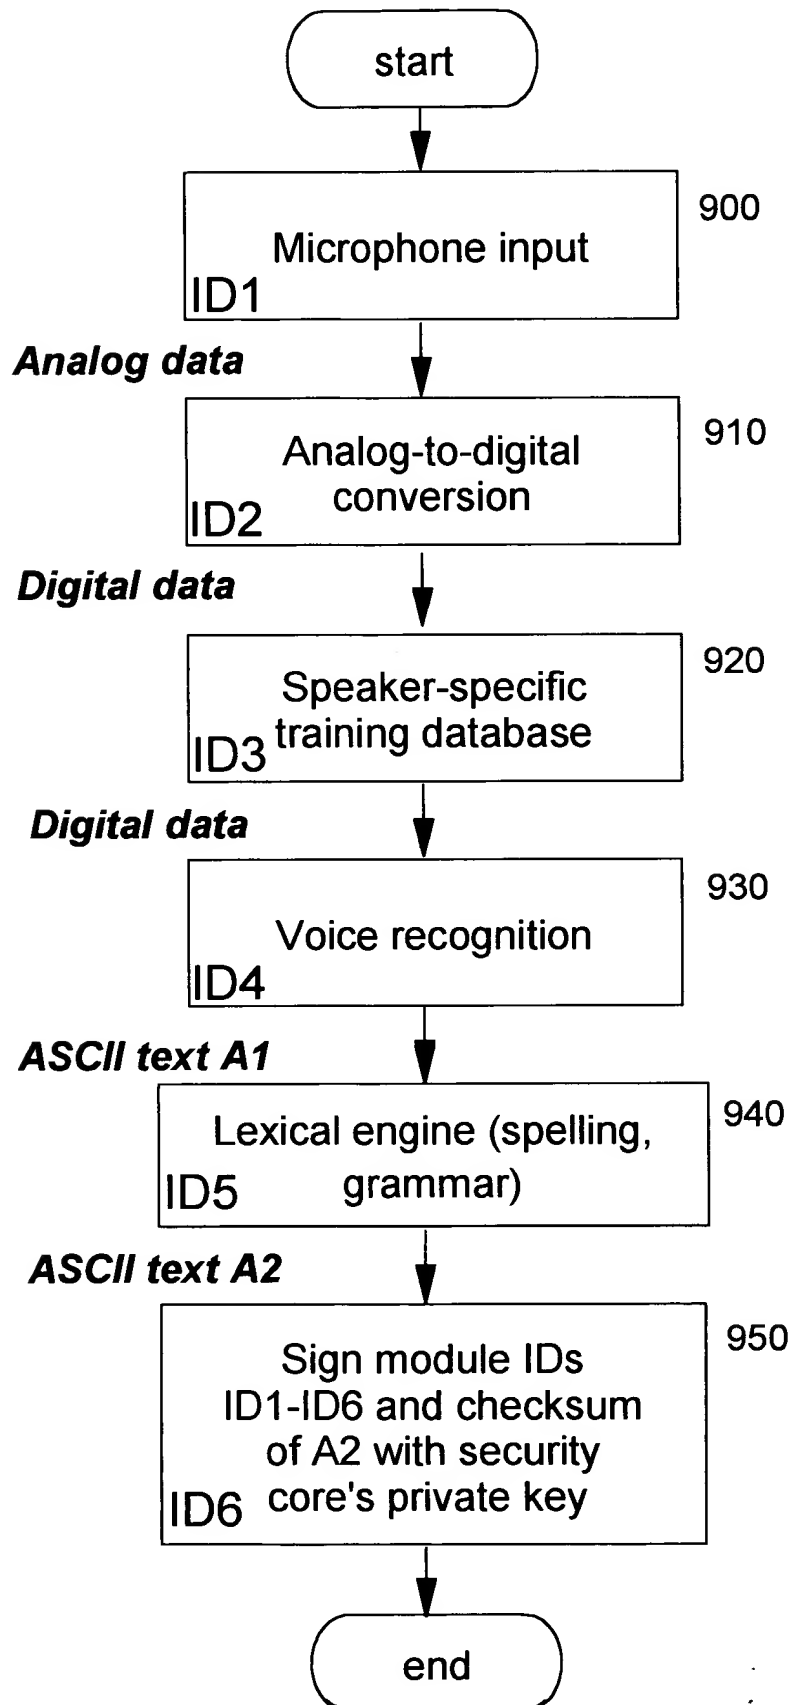 start
900
Microphone input
ID1
Analog data
910
Analog-to-digital
conversion
ID2
Digital data
920
Speaker-specific
training database
ID3
Digital data
930
Voice recognition
ID4
ASCII text A1
940
Lexical engine (spelling,
grammar)
ID5
ASCII text A2
950
Sign module IDs
ID1-ID6 and checksum
of A2 with security
core's private key
ID6
end